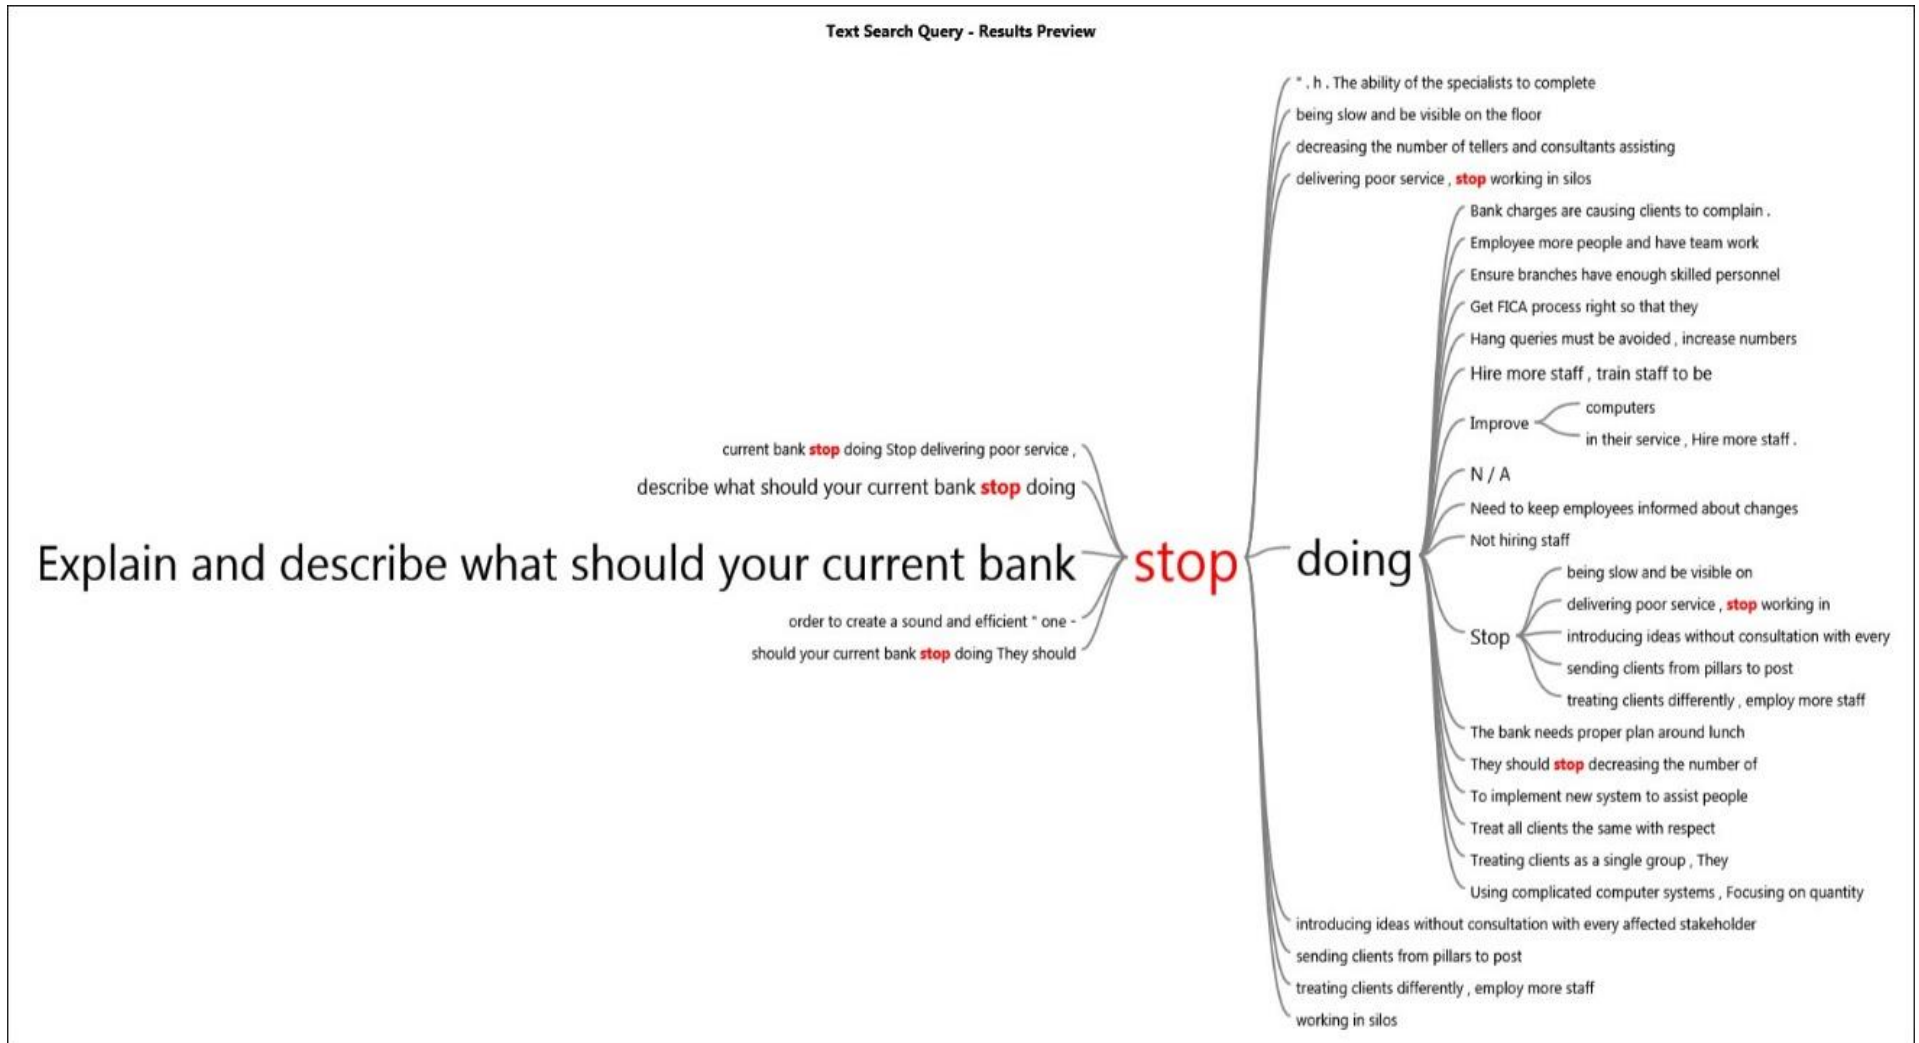 Text Search Query - Results Preview
current bank stop doing Stop delivering poor service ,
describe what should your current bank stop doing
Explain and describe what should your current bank
order to create a sound and efficient " one -
should your current bank stop doing They should
stop
" . h . The ability of the specialists to complete
being slow and be visible on the floor
decreasing the number of tellers and consultants assisting
delivering poor service , stop working in silos
doing
Bank charges are causing clients to complain .
Employee more people and have team work
Ensure branches have enough skilled personnel
Get FICA process right so that they
Hang queries must be avoided , increase numbers
Hire more staff , train staff to be
Improve
computers
in their service , Hire more staff .
N / A
Need to keep employees informed about changes
Not hiring staff
Stop
being slow and be visible on
delivering poor service , stop working in
introducing ideas without consultation with every
sending clients from pillars to post
treating clients differently , employ more staff
The bank needs proper plan around lunch
They should stop decreasing the number of
To implement new system to assist people
Treat all clients the same with respect
Treating clients as a single group , They
Using complicated computer systems , Focusing on quantity
introducing ideas without consultation with every affected stakeholder
sending clients from pillars to post
treating clients differently , employ more staff
working in silos